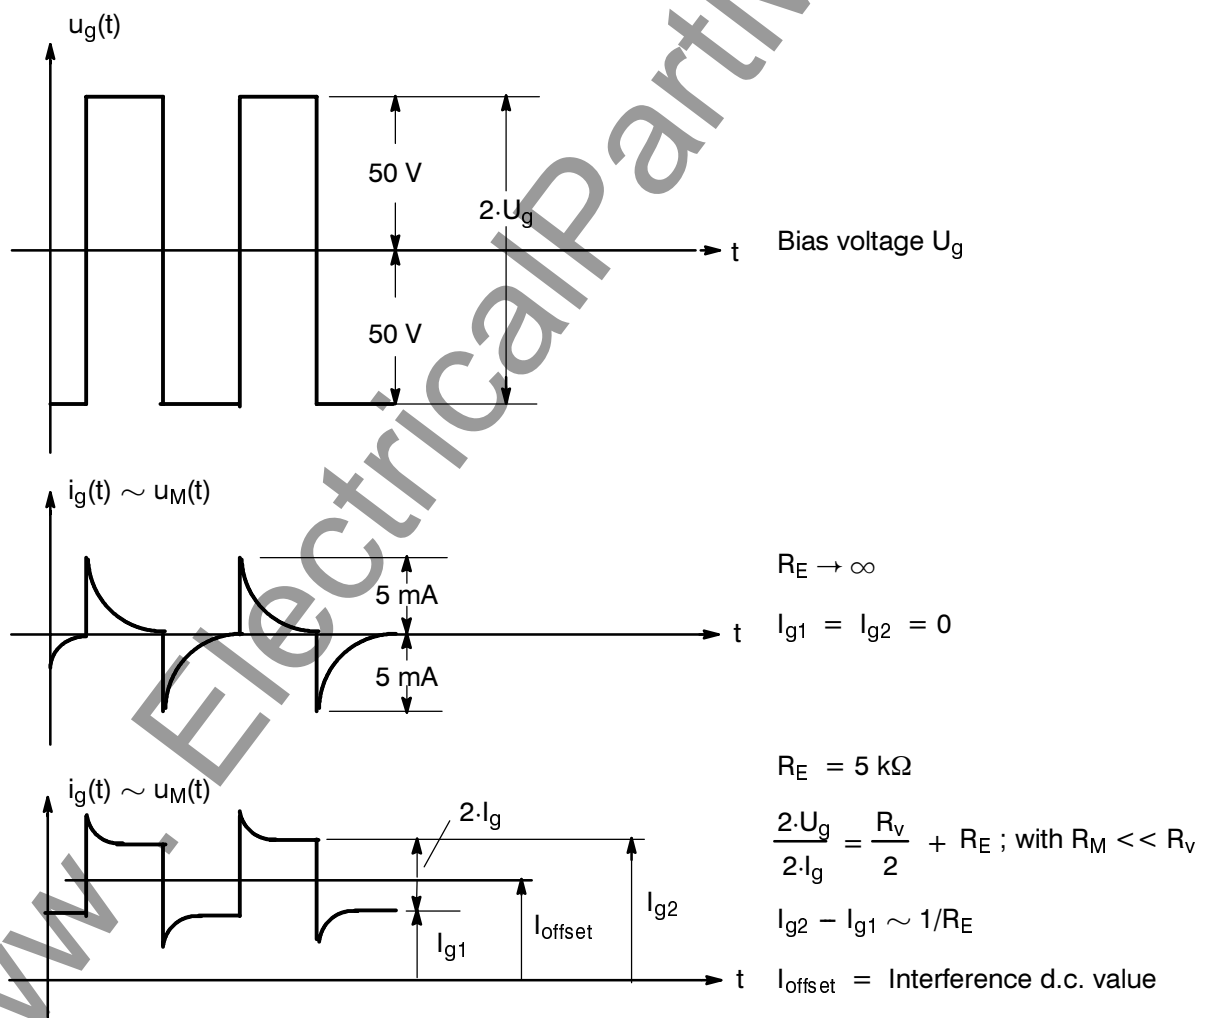 u_g(t)
50 V
2·U_g
t
Bias voltage U_g
50 V
i_g(t) ∼ u_M(t)
R_E → ∞
5 mA
t
I_g1 = I_g2 = 0
5 mA
R_E = 5 kΩ
i_g(t) ∼ u_M(t)
2·I_g
2·U_g / 2·I_g = R_v / 2 + R_E ; with R_M << R_v
I_g2
I_g2 − I_g1 ∼ 1/R_E
I_offset
I_g1
t
I_offset = Interference d.c. value
www. ElectricalPartM